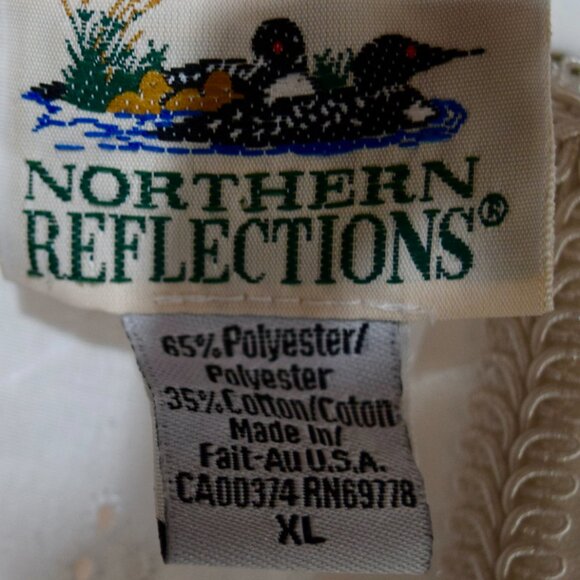 NORTHERN
REFLECTIONS®
65% Polyester/
Polyester
35% Cotton/Coton
Made In/
Fait-Au U.S.A.
CA00374 RN69778
XL